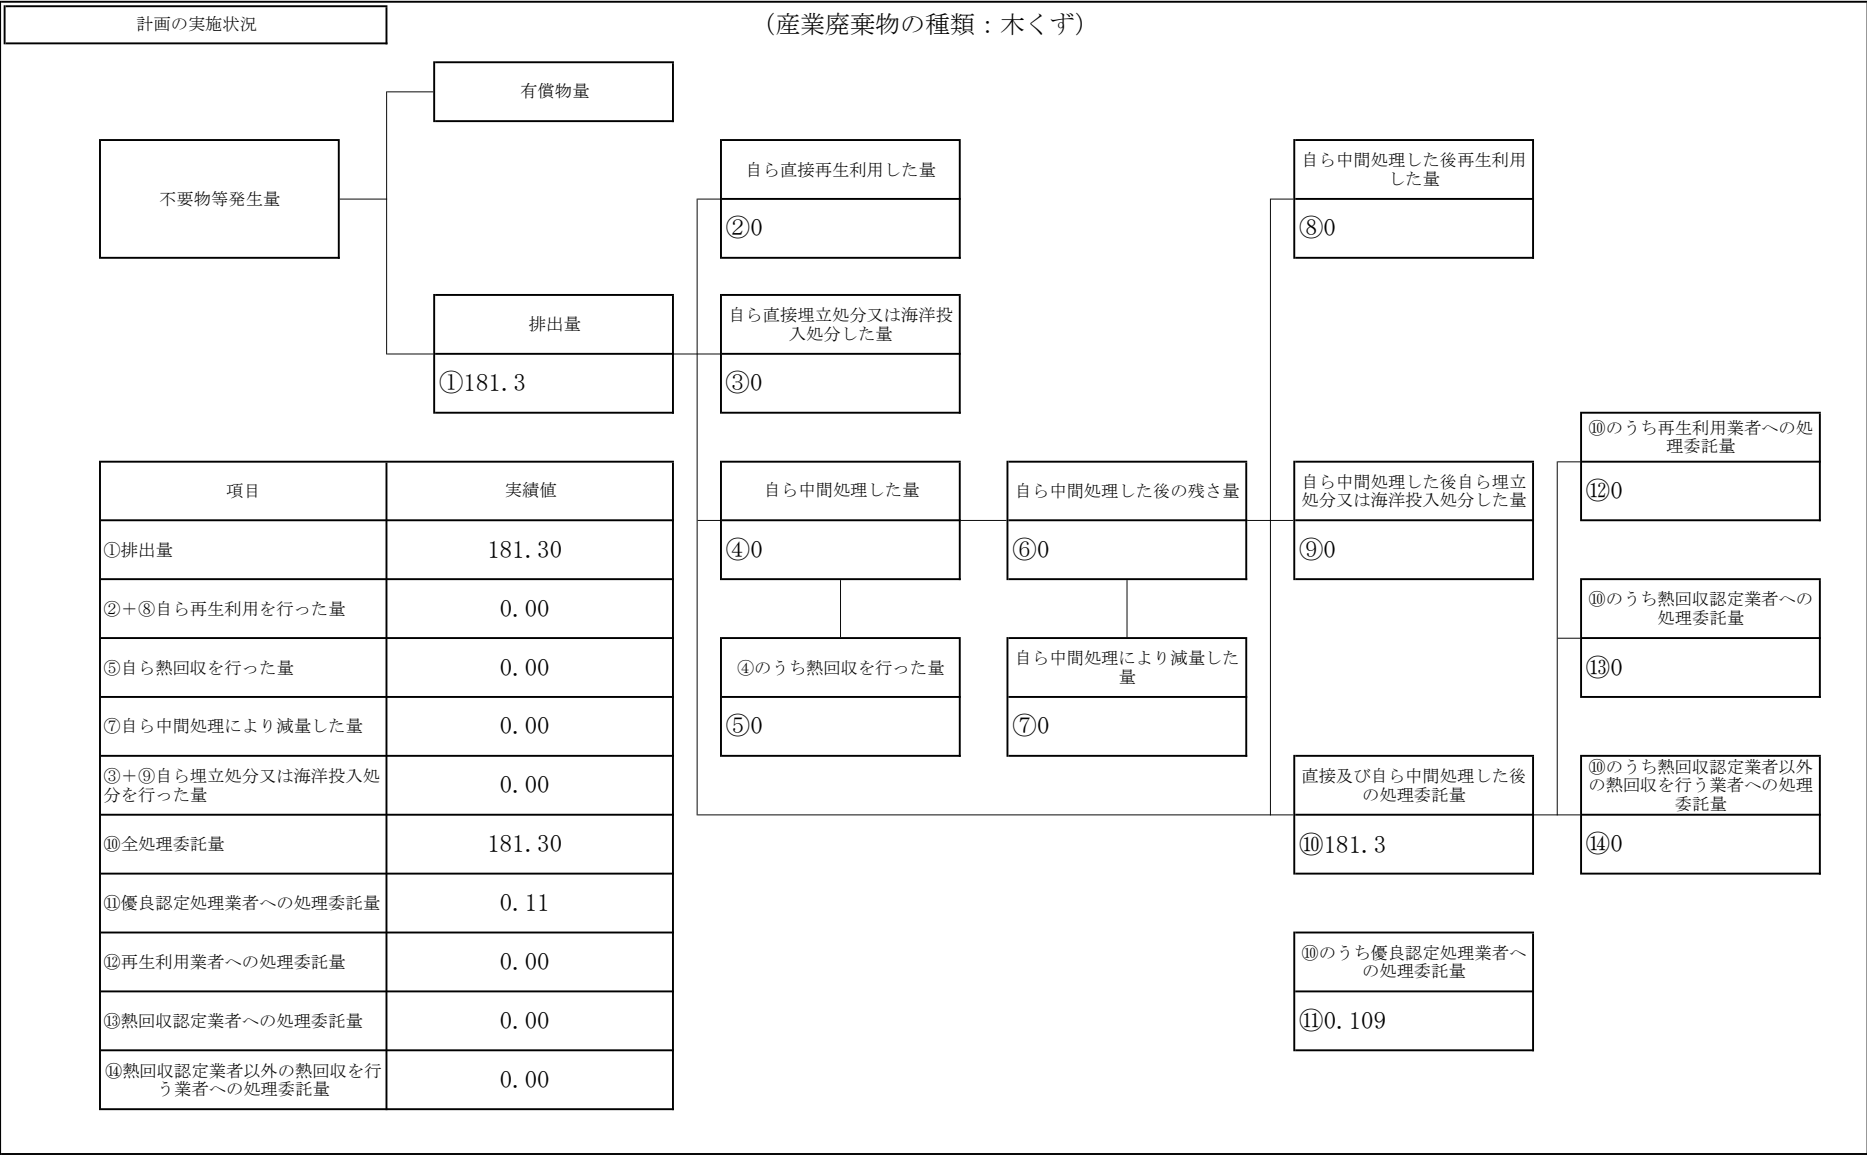 計画の実施状況
（産業廃棄物の種類：木くず）
有償物量
不要物等発生量
自ら直接再生利用した量
②0
自ら中間処理した後再生利用
した量
⑧0
排出量
①181.3
自ら直接埋立処分又は海洋投
入処分した量
③0
項目 実績値
①排出量 181.30
②＋⑧自ら再生利用を行った量 0.00
⑤自ら熱回収を行った量 0.00
⑦自ら中間処理により減量した量 0.00
③＋⑨自ら埋立処分又は海洋投入処
分を行った量 0.00
⑩全処理委託量 181.30
⑪優良認定処理業者への処理委託量 0.11
⑫再生利用業者への処理委託量 0.00
⑬熱回収認定業者への処理委託量 0.00
⑭熱回収認定業者以外の熱回収を行
う業者への処理委託量 0.00
自ら中間処理した量
④0
④のうち熱回収を行った量
⑤0
自ら中間処理した後の残さ量
⑥0
自ら中間処理により減量した
量
⑦0
自ら中間処理した後自ら埋立
処分又は海洋投入処分した量
⑨0
直接及び自ら中間処理した後
の処理委託量
⑩181.3
⑩のうち優良認定処理業者へ
の処理委託量
⑪0.109
⑩のうち再生利用業者への処
理委託量
⑫0
⑩のうち熱回収認定業者への
処理委託量
⑬0
⑩のうち熱回収認定業者以外
の熱回収を行う業者への処理
委託量
⑭0